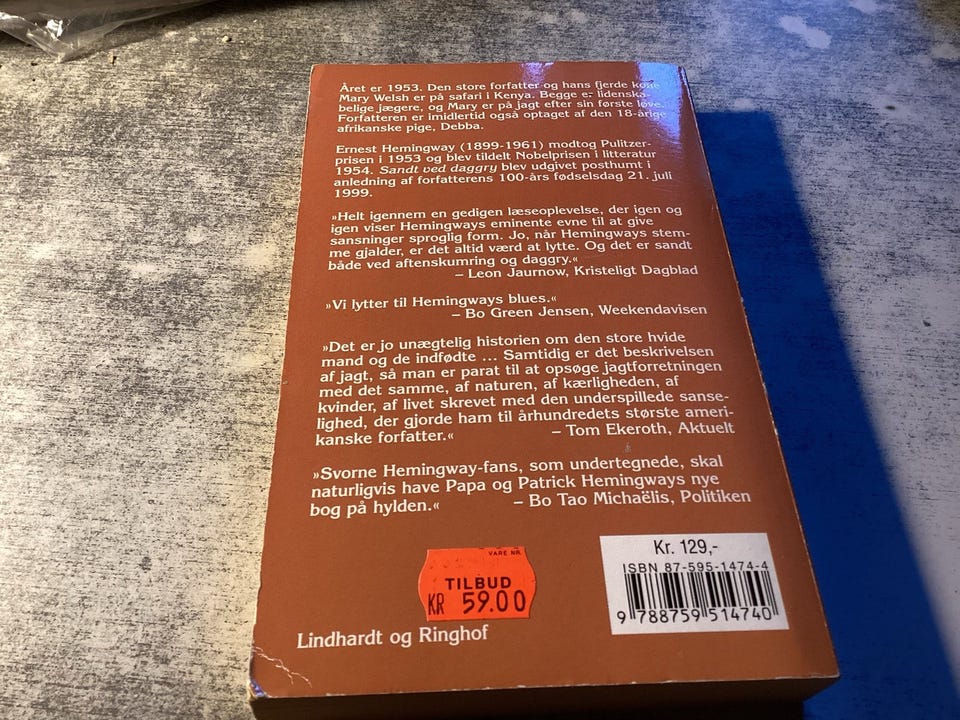 Året er 1953. Den store forfatter og hans fjerde kone
Mary Welsh er på safari i Kenya. Begge er lidenska-
belige jægere, og Mary er på jagt efter sin første løve.
Forfatteren er imidlertid også optaget af den 18-årige
afrikanske pige, Debba.
Ernest Hemingway (1899-1961) modtog Pulitzer-
prisen i 1953 og blev tildelt Nobelprisen i litteratur
1954. Sandt ved daggry blev udgivet posthumt i
anledning af forfatterens 100-års fødselsdag 21. juli
1999.
»Helt igennem en gedigen læseoplevelse, der igen og
igen viser Hemingways eminente evne til at give
sansninger sproglig form. Jo, når Hemingways stem-
me gjalder, er det altid værd at lytte. Og det er sandt
både ved aftenskumring og daggry.«
– Leon Jaurnow, Kristeligt Dagblad
»Vi lytter til Hemingways blues.«
– Bo Green Jensen, Weekendavisen
»Det er jo unægtelig historien om den store hvide
mand og de indfødte ... Samtidig er det beskrivelsen
af jagt, så man er parat til at opsøge jagtforretningen
med det samme, af naturen, af kærligheden, af
kvinder, af livet skrevet med den underspillede sanse-
lighed, der gjorde ham til århundredets største ameri-
kanske forfatter.« – Tom Ekeroth, Aktuelt
»Svorne Hemingway-fans, som undertegnede, skal
naturligvis have Papa og Patrick Hemingways nye
bog på hylden.« – Bo Tao Michaëlis, Politiken
Kr. 129,-
ISBN 87-595-1474-4
9 788759 514740
VARE NR.
TILBUD
KR 59.00
Lindhardt og Ringhof